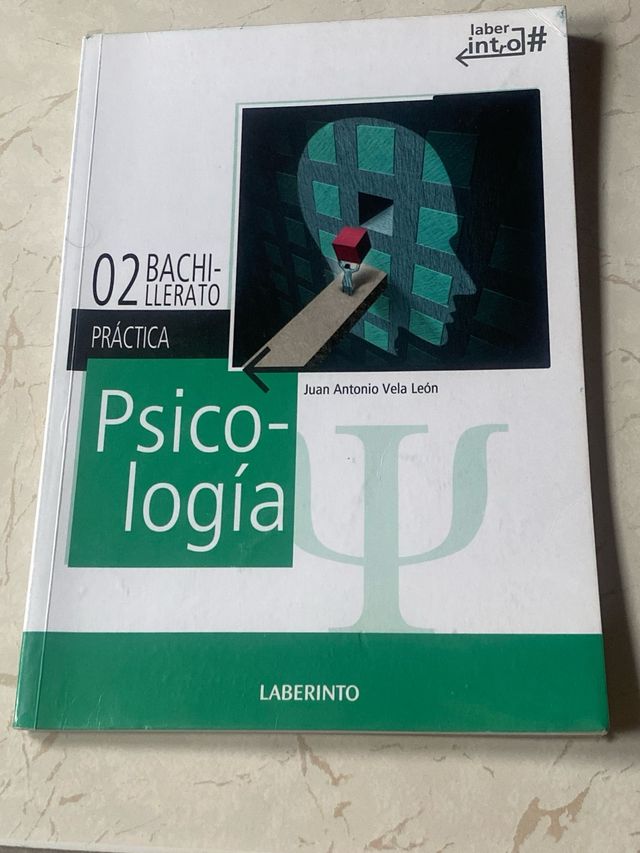 laber
intro#
02 BACHI-
LLERATO
PRÁCTICA
Juan Antonio Vela León
Psico-
logía
Ψ
LABERINTO